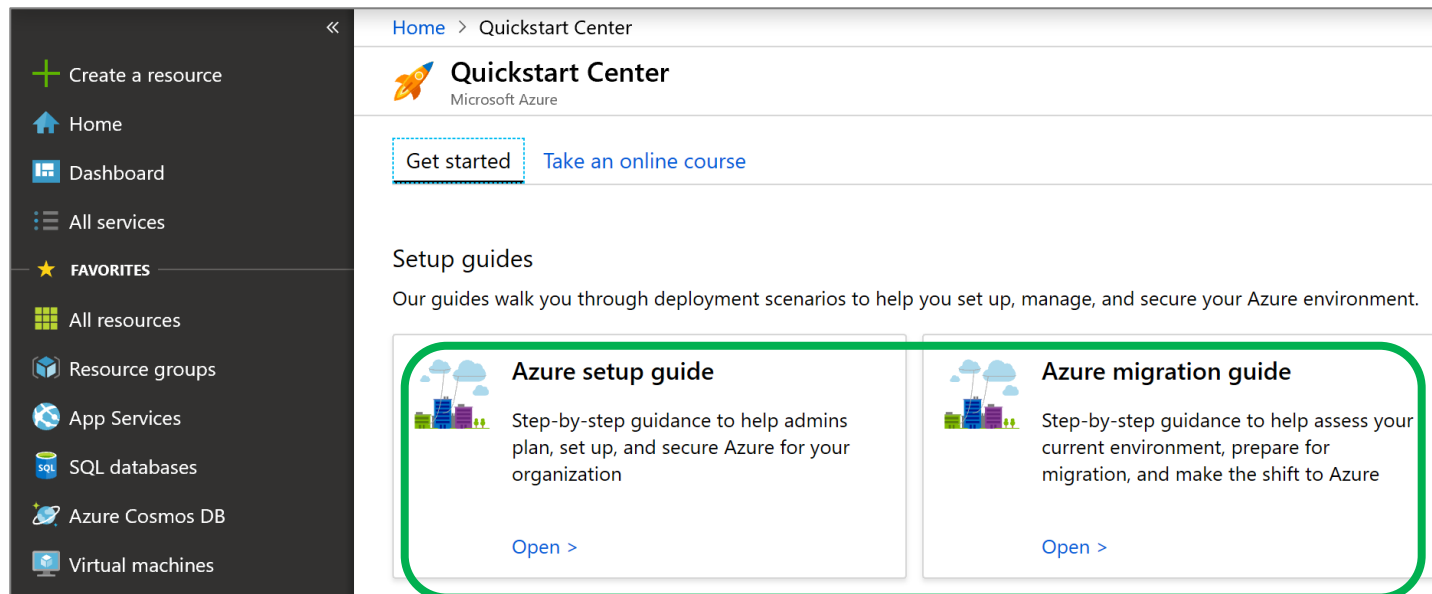 «
Create a resource
Home
Dashboard
All services
FAVORITES
All resources
Resource groups
App Services
SQL
SQL databases
Azure Cosmos DB
Virtual machines
Home > Quickstart Center
Quickstart Center
Microsoft Azure
Get started Take an online course
Setup guides
Our guides walk you through deployment scenarios to help you set up, manage, and secure your Azure environment.
Azure setup guide
Step-by-step guidance to help admins
plan, set up, and secure Azure for your
organization
Open >
Azure migration guide
Step-by-step guidance to help assess your
current environment, prepare for
migration, and make the shift to Azure
Open >